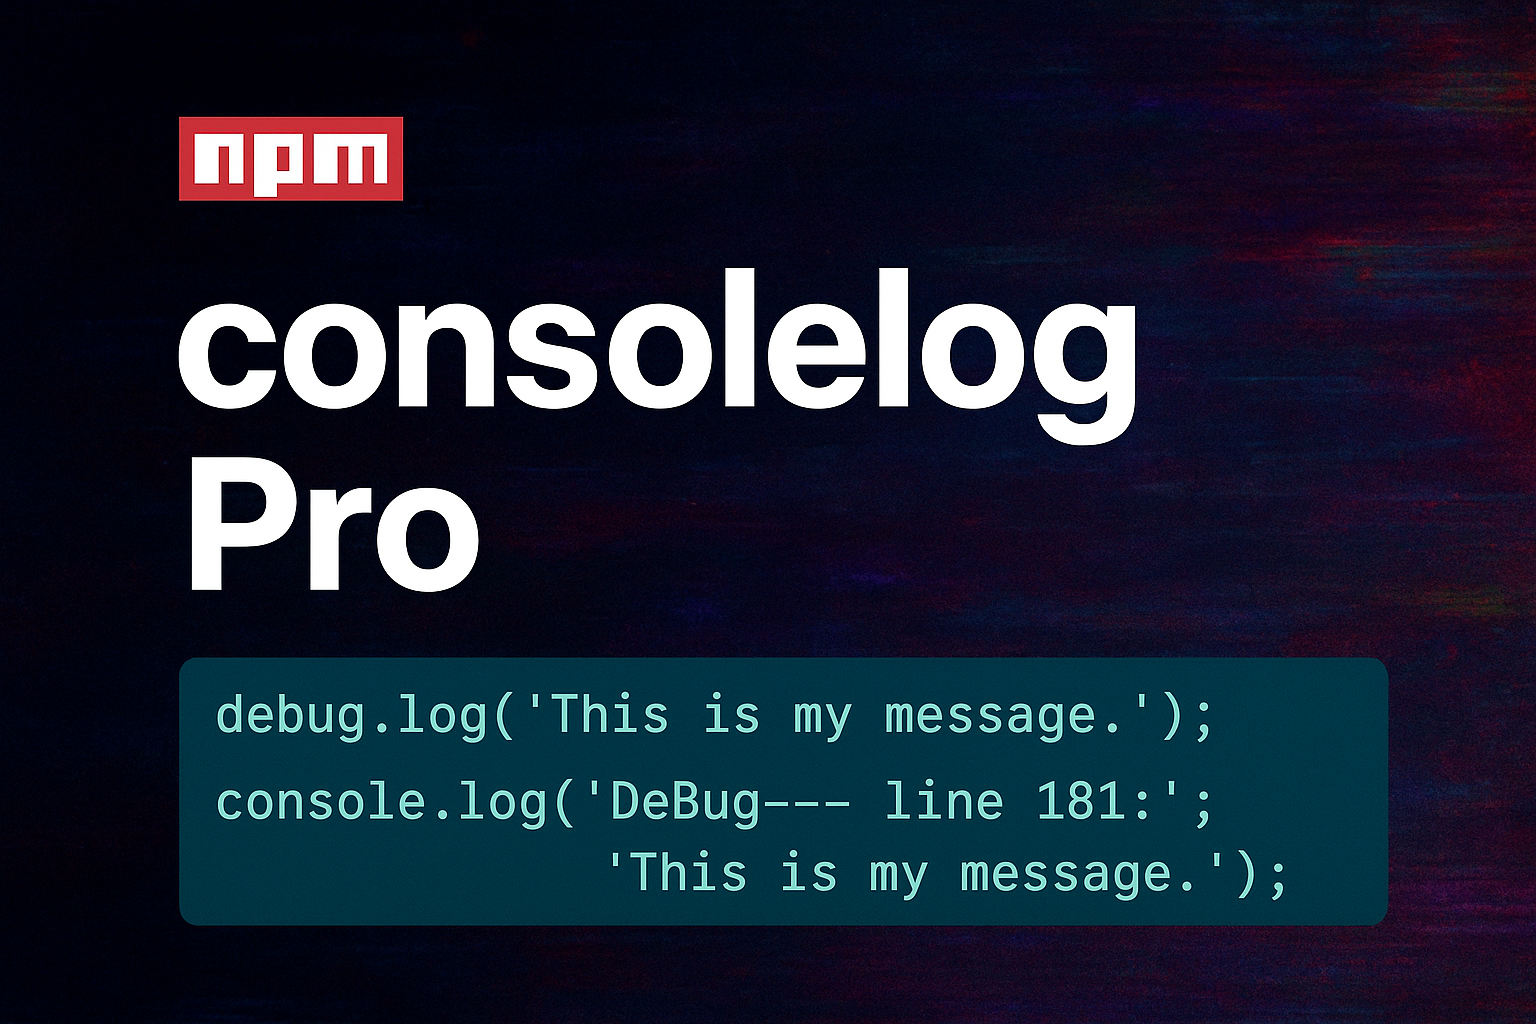 npm
consolelog
Pro
debug.log('This is my message.');
console.log('DeBug--- line 181:';
'This is my message.');